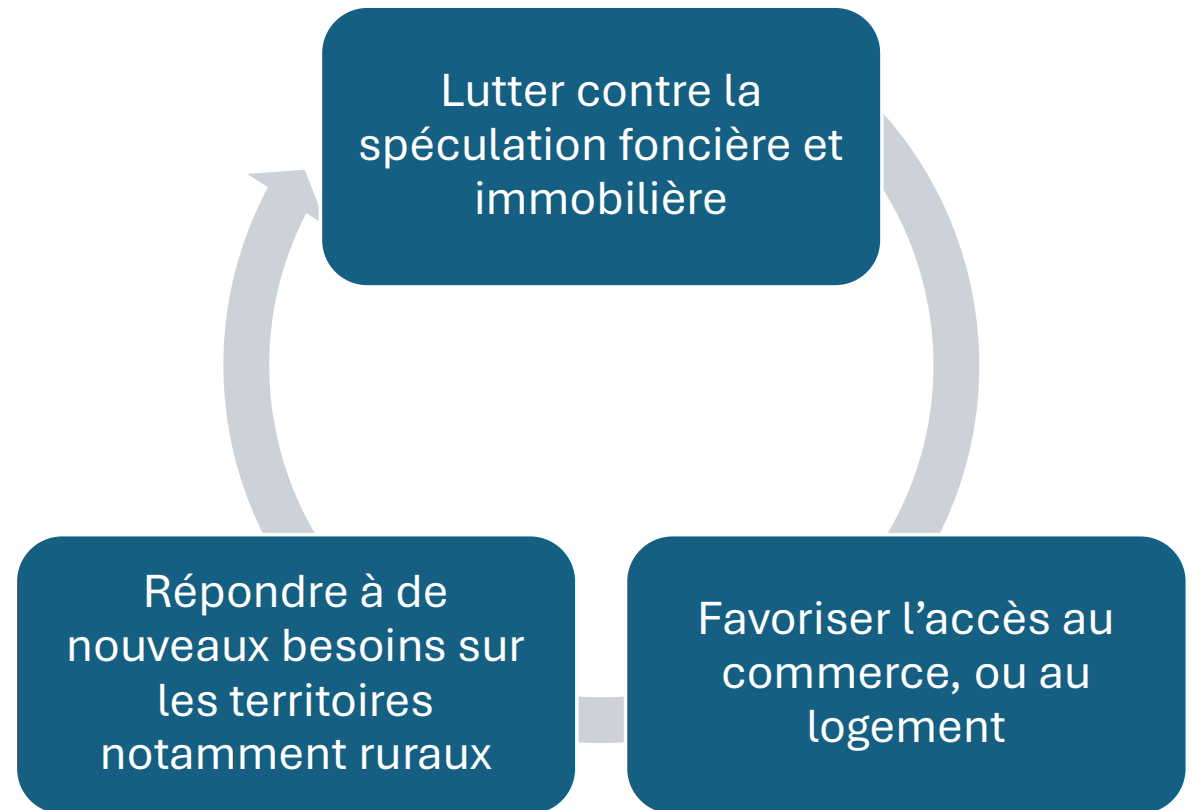 Lutter contre la
spéculation foncière et
immobilière
Favoriser l’accès au
commerce, ou au
logement
Répondre à de
nouveaux besoins sur
les territoires
notamment ruraux